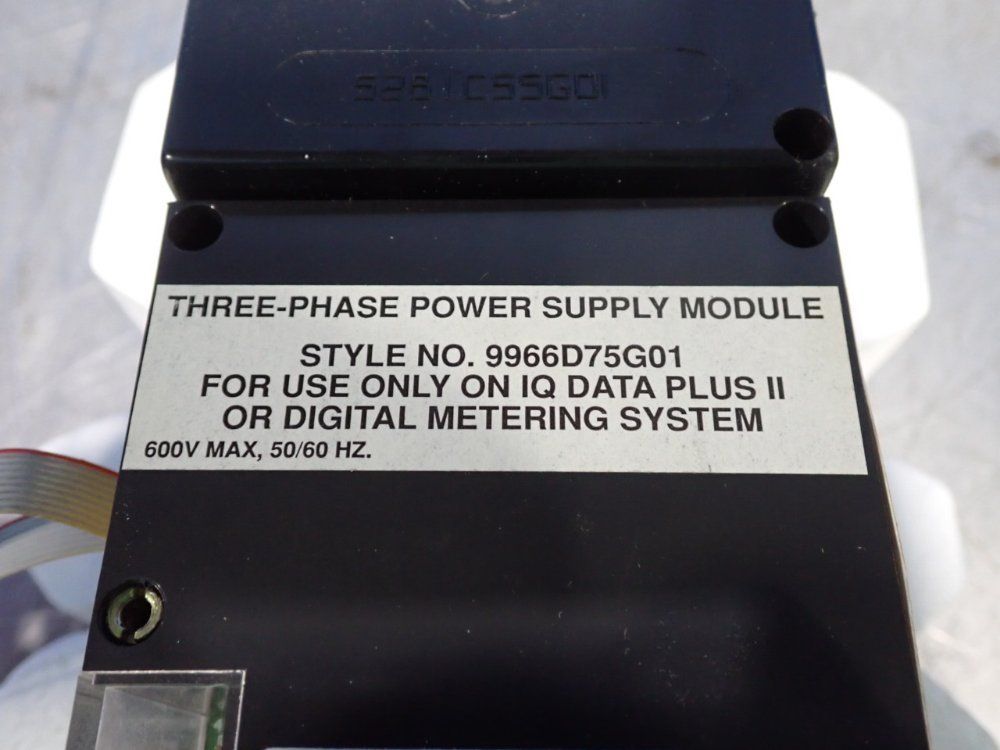 5281C55G01
THREE-PHASE POWER SUPPLY MODULE
STYLE NO. 9966D75G01
FOR USE ONLY ON IQ DATA PLUS II
OR DIGITAL METERING SYSTEM
600V MAX, 50/60 HZ.